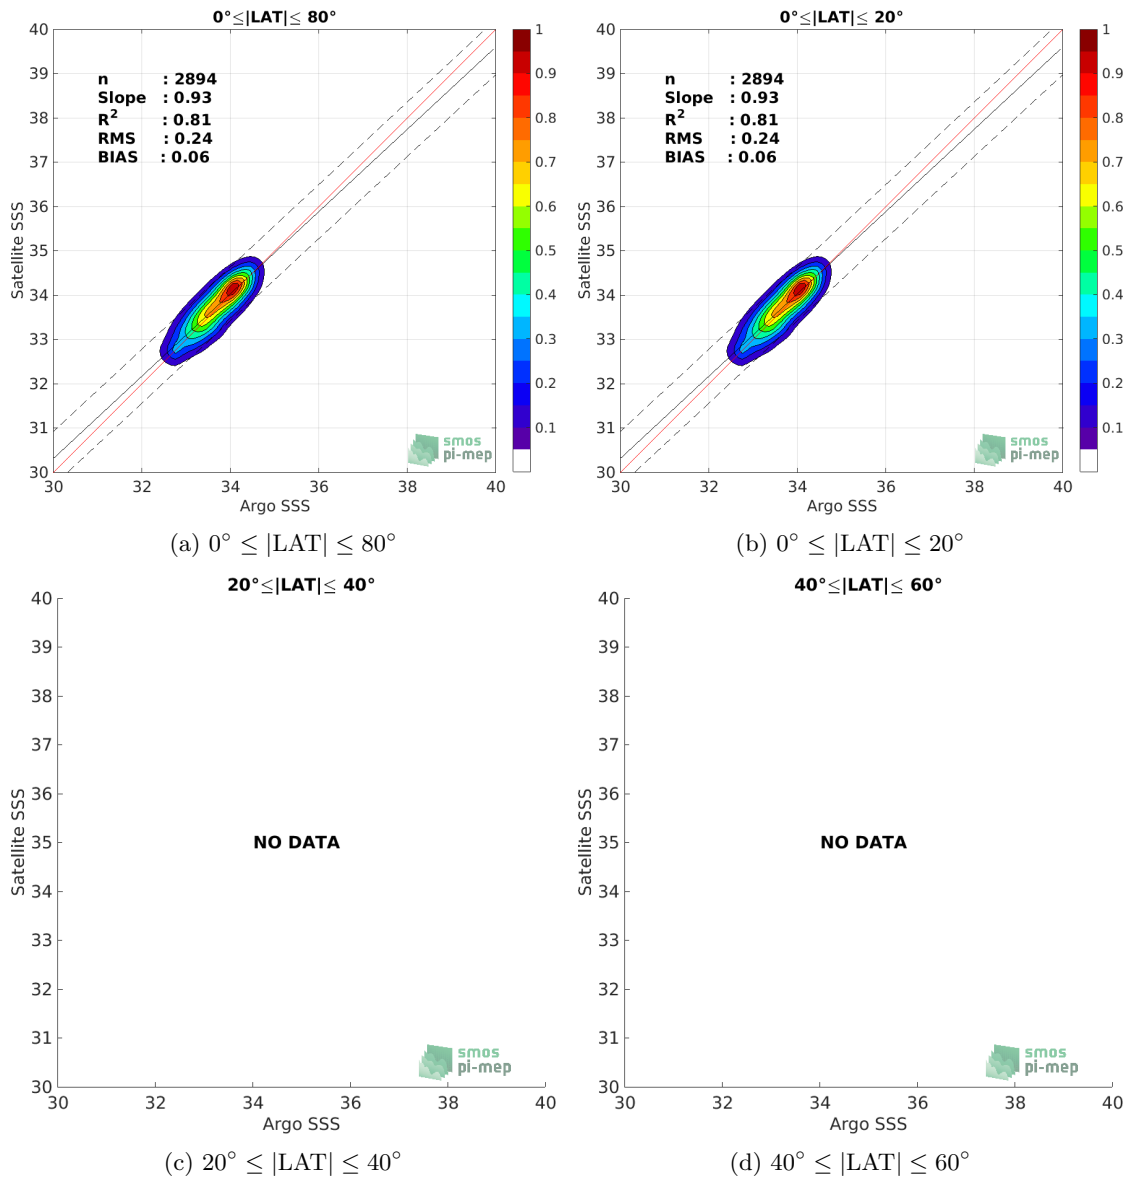 0°≤|LAT|≤ 80°
40
39
38
37
36
35
34
33
32
31
30
Satellite SSS
n : 2894
Slope : 0.93
R2 : 0.81
RMS : 0.24
BIAS : 0.06
smos
pi-mep
30 32 34 36 38 40
Argo SSS
1
0.9
0.8
0.7
0.6
0.5
0.4
0.3
0.2
0.1
(a) 0° ≤ |LAT| ≤ 80°
0°≤|LAT|≤ 20°
40
39
38
37
36
35
34
33
32
31
30
Satellite SSS
n : 2894
Slope : 0.93
R2 : 0.81
RMS : 0.24
BIAS : 0.06
smos
pi-mep
30 32 34 36 38 40
Argo SSS
1
0.9
0.8
0.7
0.6
0.5
0.4
0.3
0.2
0.1
(b) 0° ≤ |LAT| ≤ 20°
20°≤|LAT|≤ 40°
40
39
38
37
36
35
34
33
32
31
30
Satellite SSS
NO DATA
smos
pi-mep
30 32 34 36 38 40
Argo SSS
(c) 20° ≤ |LAT| ≤ 40°
40°≤|LAT|≤ 60°
40
39
38
37
36
35
34
33
32
31
30
Satellite SSS
NO DATA
smos
pi-mep
30 32 34 36 38 40
Argo SSS
(d) 40° ≤ |LAT| ≤ 60°